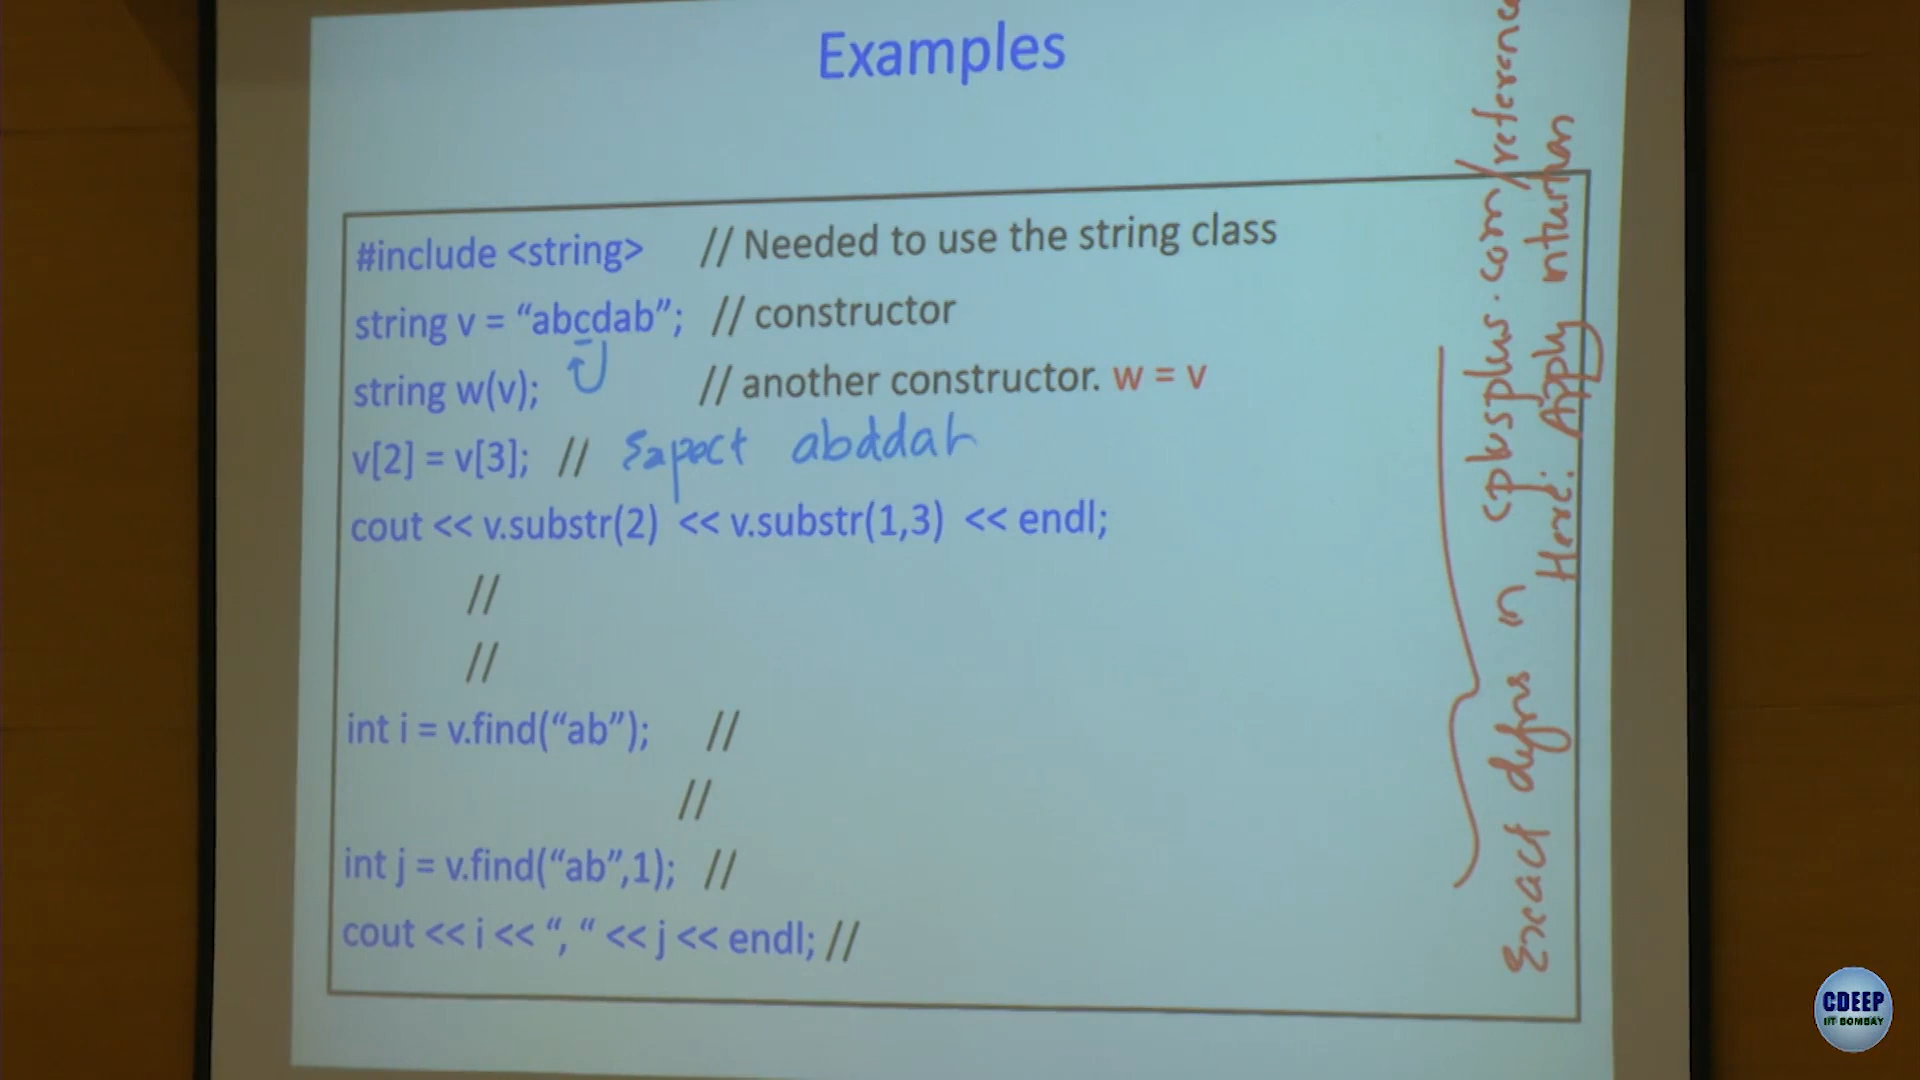 Examples
#include <string> // Needed to use the string class
string v = “abcdab”; // constructor
string w(v); // another constructor. w = v
v[2] = v[3]; // Expect abddab
cout << v.substr(2) << v.substr(1,3) << endl;
//
//
int i = v.find(“ab”); //
//
int j = v.find(“ab”,1); //
cout << i << “, “ << j << endl; //
Exact dyfns in cplusplus.com/reference
Here: Apply
CDEEP
IIT BOMBAY